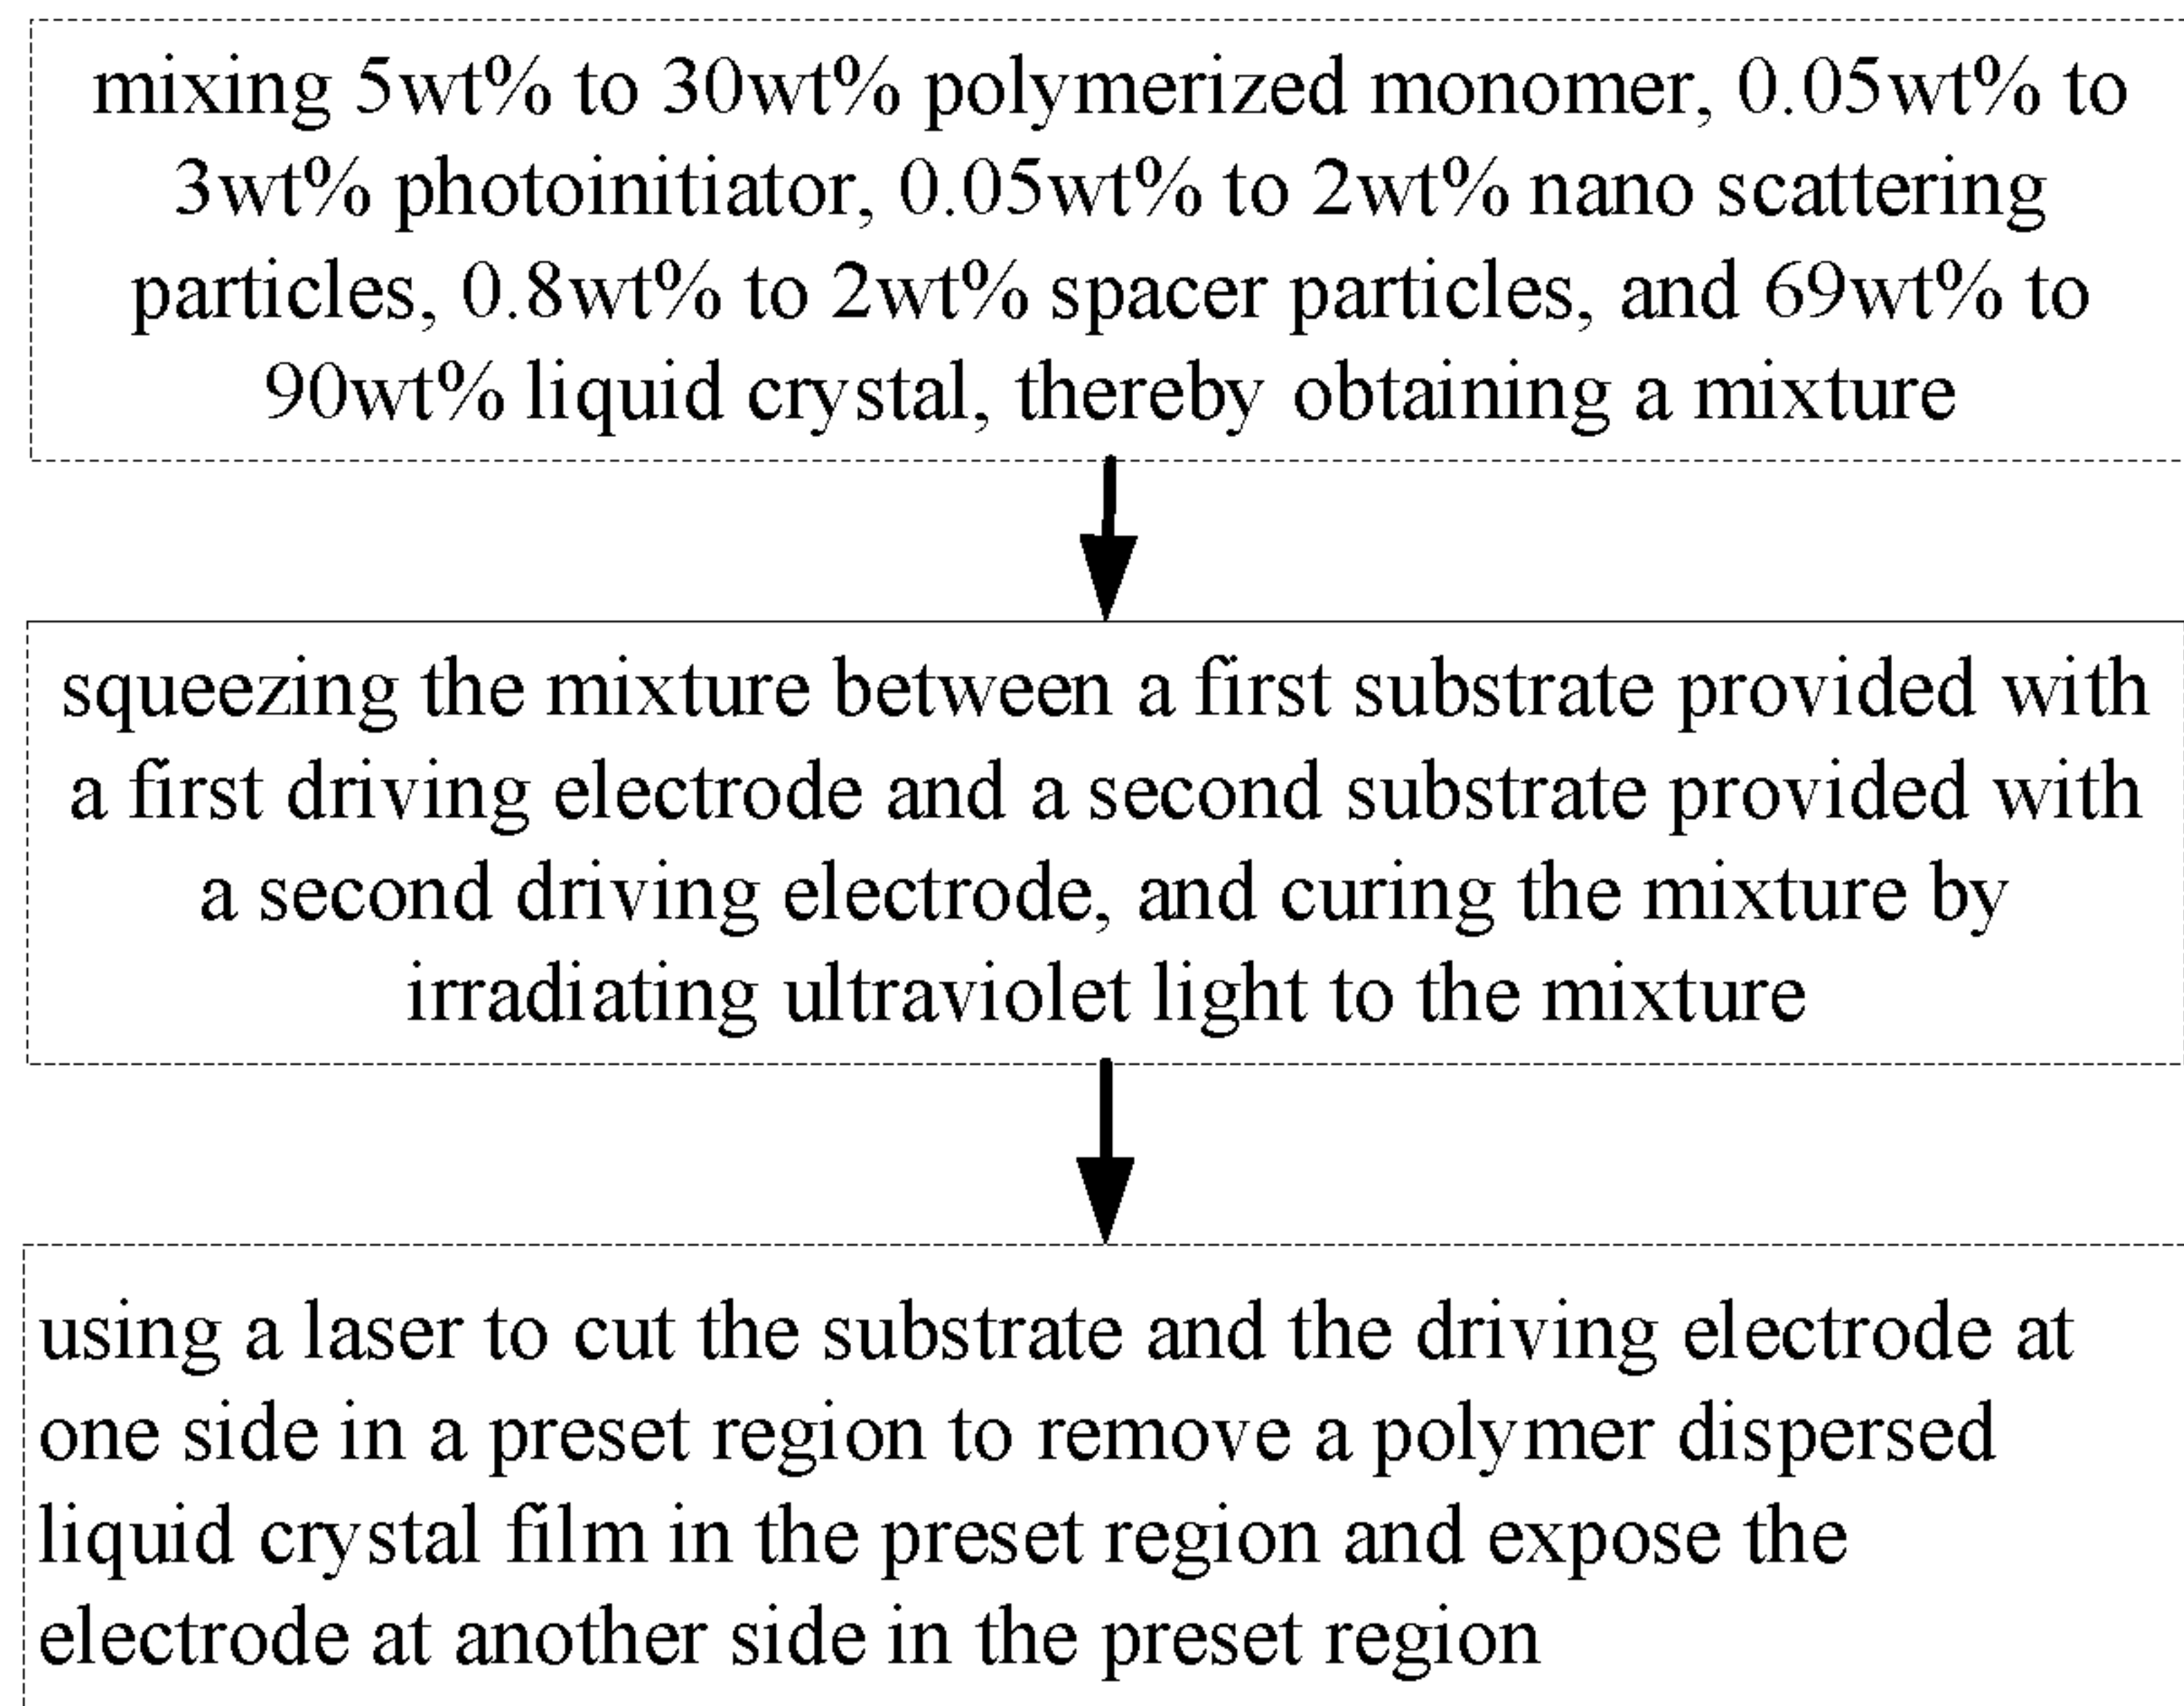 mixing 5wt% to 30wt% polymerized monomer, 0.05wt% to
3wt% photoinitiator, 0.05wt% to 2wt% nano scattering
particles, 0.8wt% to 2wt% spacer particles, and 69wt% to
90wt% liquid crystal, thereby obtaining a mixture
squeezing the mixture between a first substrate provided with
a first driving electrode and a second substrate provided with
a second driving electrode, and curing the mixture by
irradiating ultraviolet light to the mixture
using a laser to cut the substrate and the driving electrode at
one side in a preset region to remove a polymer dispersed
liquid crystal film in the preset region and expose the
electrode at another side in the preset region